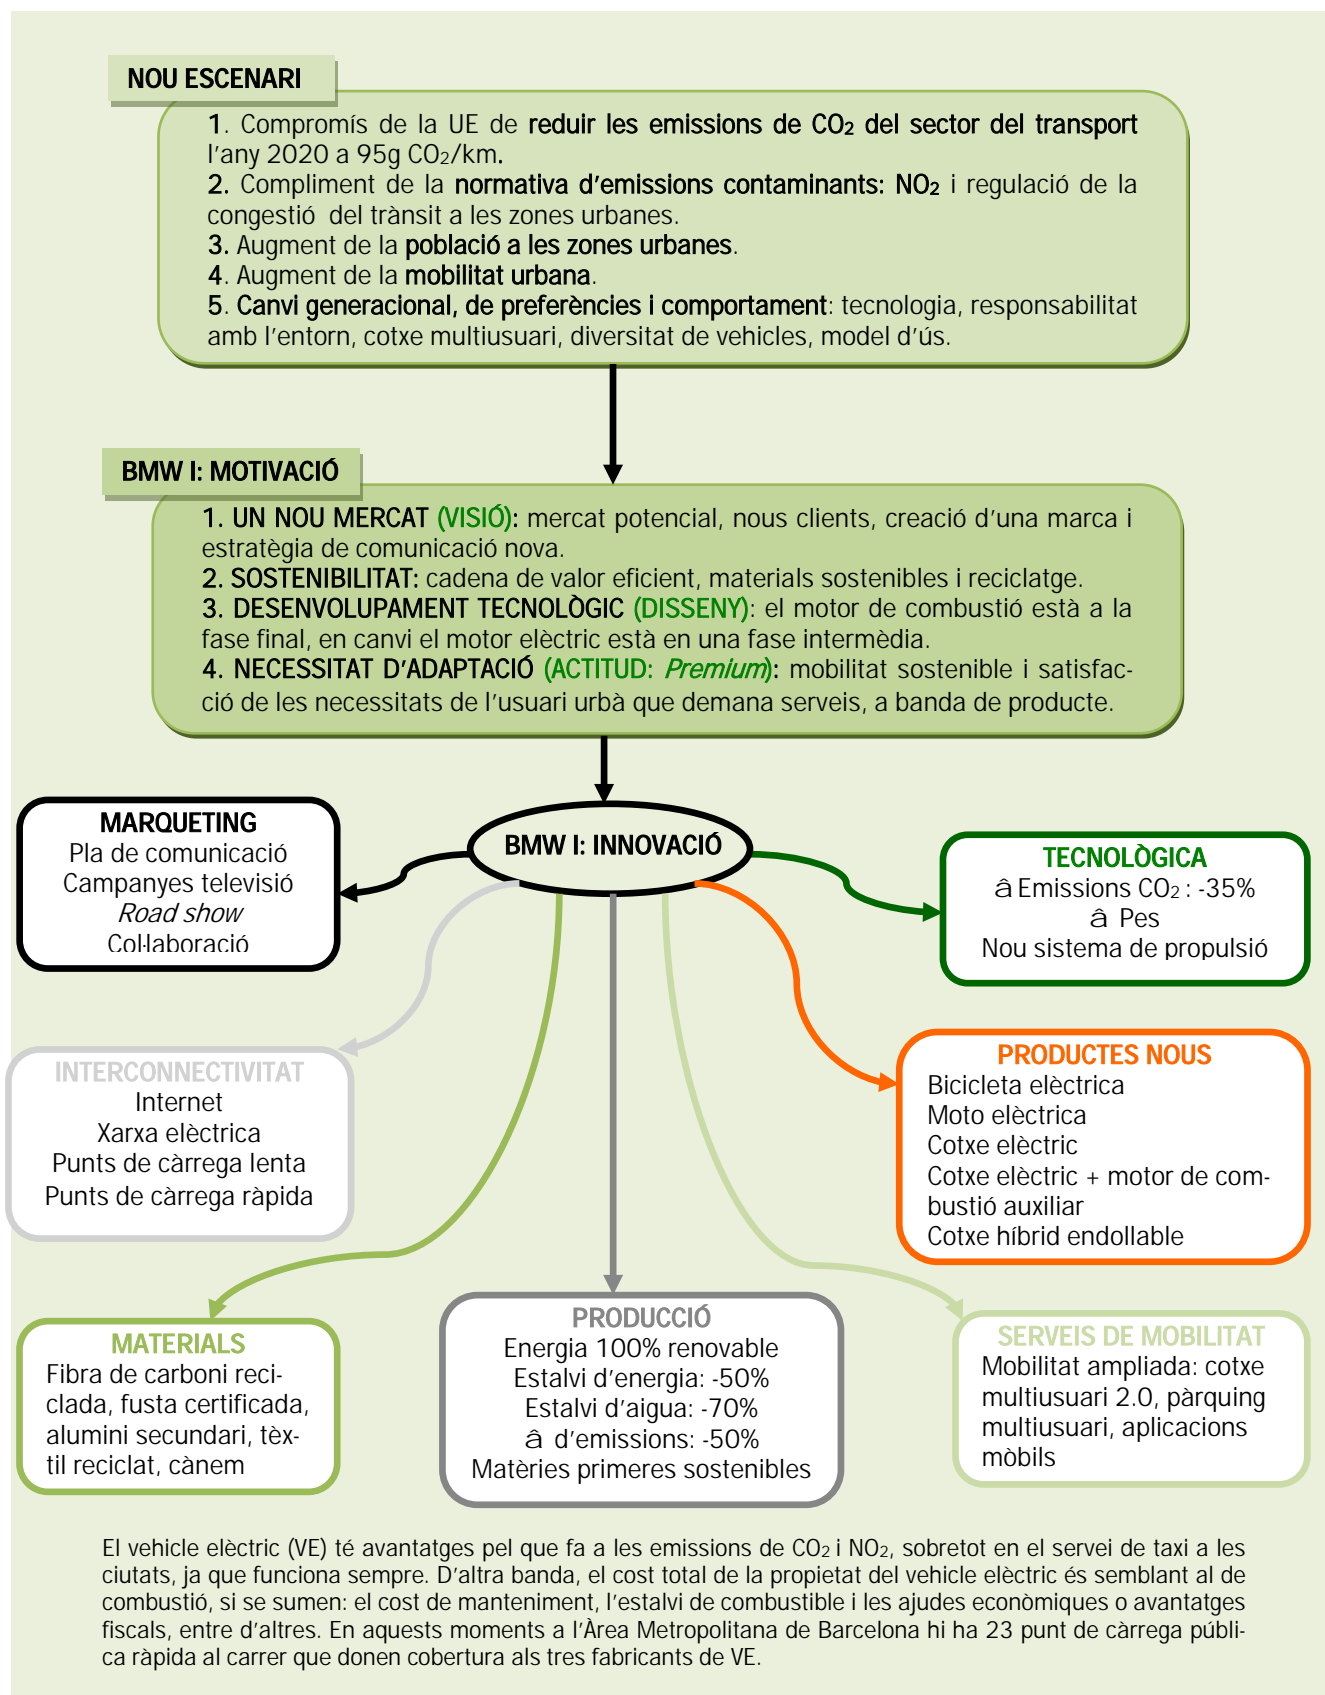 NOU ESCENARI
1. Compromís de la UE de reduir les emissions de CO2 del sector del transport
l'any 2020 a 95g CO2/km.
2. Compliment de la normativa d'emissions contaminants: NO2 i regulació de la
congestió del trànsit a les zones urbanes.
3. Augment de la població a les zones urbanes.
4. Augment de la mobilitat urbana.
5. Canvi generacional, de preferències i comportament: tecnologia, responsabilitat
amb l'entorn, cotxe multiusuari, diversitat de vehicles, model d'ús.
BMW I: MOTIVACIÓ
1. UN NOU MERCAT (VISIÓ): mercat potencial, nous clients, creació d'una marca i
estratègia de comunicació nova.
2. SOSTENIBILITAT: cadena de valor eficient, materials sostenibles i reciclatge.
3. DESENVOLUPAMENT TECNOLÒGIC (DISSENY): el motor de combustió està a la
fase final, en canvi el motor elèctric està en una fase intermèdia.
4. NECESSITAT D'ADAPTACIÓ (ACTITUD: Premium): mobilitat sostenible i satisfac-
ció de les necessitats de l'usuari urbà que demana serveis, a banda de producte.
BMW I: INNOVACIÓ
MARQUETING
Pla de comunicació
Campanyes televisió
Road show
Col·laboració
TECNOLÒGICA
â Emissions CO2 : -35%
â Pes
Nou sistema de propulsió
INTERCONNECTIVITAT
Internet
Xarxa elèctrica
Punts de càrrega lenta
Punts de càrrega ràpida
PRODUCTES NOUS
Bicicleta elèctrica
Moto elèctrica
Cotxe elèctric
Cotxe elèctric + motor de com-
bustió auxiliar
Cotxe híbrid endollable
MATERIALS
Fibra de carboni reci-
clada, fusta certificada,
alumini secundari, tèx-
til reciclat, cànem
PRODUCCIÓ
Energia 100% renovable
Estalvi d'energia: -50%
Estalvi d'aigua: -70%
â d'emissions: -50%
Matèries primeres sostenibles
SERVEIS DE MOBILITAT
Mobilitat ampliada: cotxe
multiusuari 2.0, pàrquing
multiusuari, aplicacions
mòbils
El vehicle elèctric (VE) té avantatges pel que fa a les emissions de CO2 i NO2, sobretot en el servei de taxi a les
ciutats, ja que funciona sempre. D'altra banda, el cost total de la propietat del vehicle elèctric és semblant al de
combustió, si se sumen: el cost de manteniment, l'estalvi de combustible i les ajudes econòmiques o avantatges
fiscals, entre d'altres. En aquests moments a l'Àrea Metropolitana de Barcelona hi ha 23 punt de càrrega públi-
ca ràpida al carrer que donen cobertura als tres fabricants de VE.